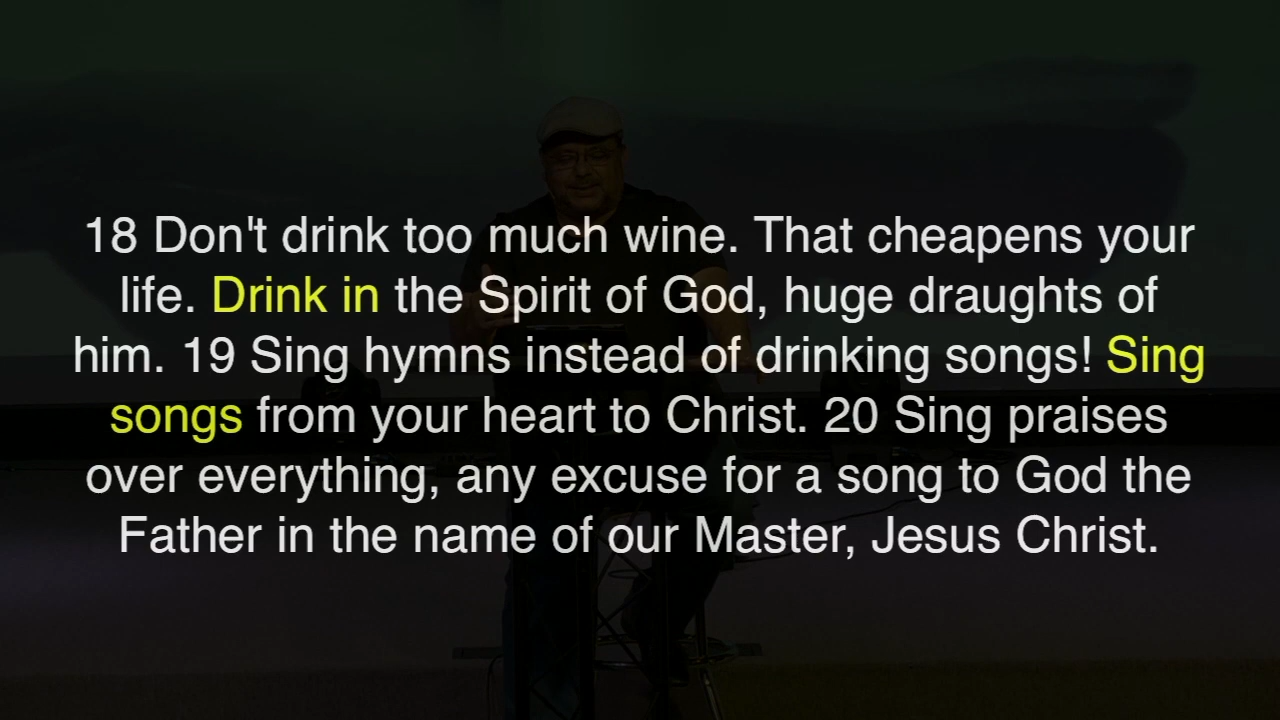 18 Don't drink too much wine. That cheapens your
life. Drink in the Spirit of God, huge draughts of
him. 19 Sing hymns instead of drinking songs! Sing
songs from your heart to Christ. 20 Sing praises
over everything, any excuse for a song to God the
Father in the name of our Master, Jesus Christ.